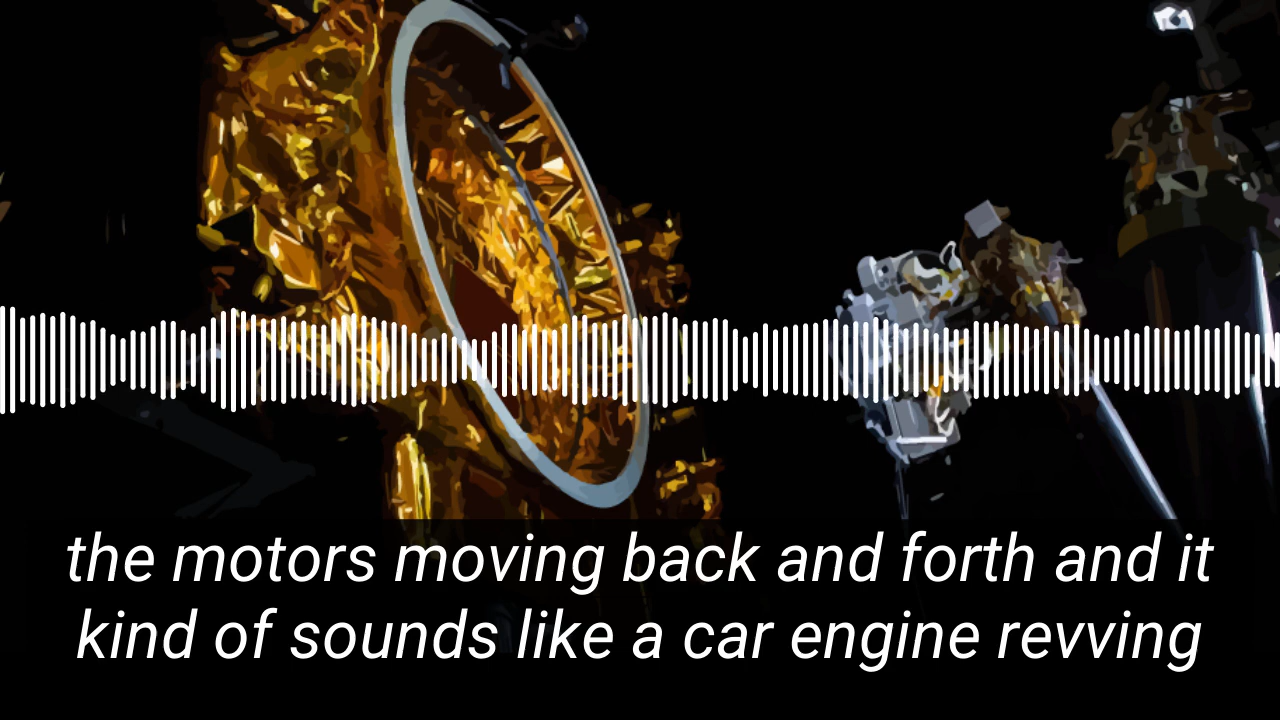 the motors moving back and forth and it
kind of sounds like a car engine revving